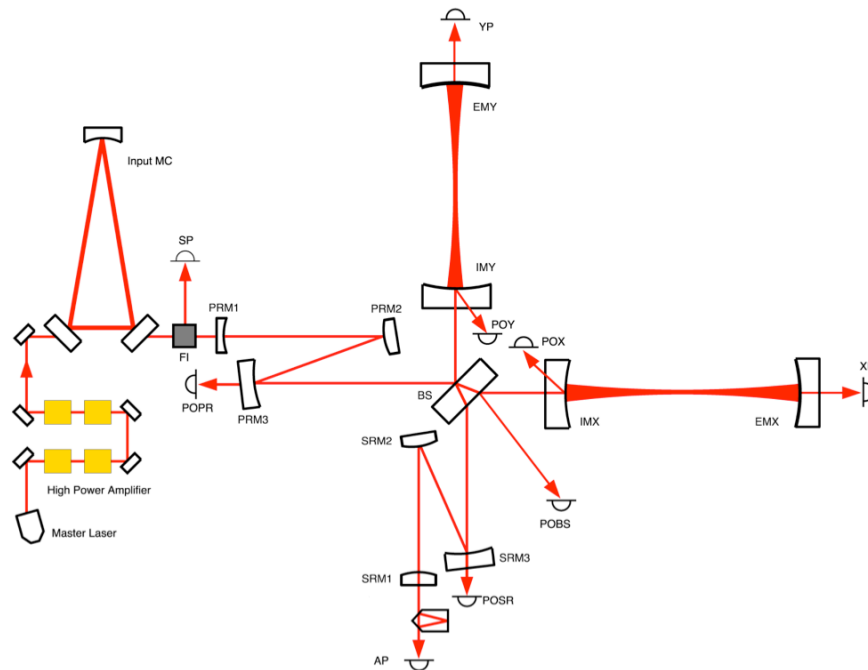 YP
EMY
Input MC
SP
IMY
PRM1
PRM2
POY
POX
FI
POPR
PRM3
BS
X
IMX
EMX
SRM2
High Power Amplifier
POBS
Master Laser
SRM3
SRM1
POSR
AP